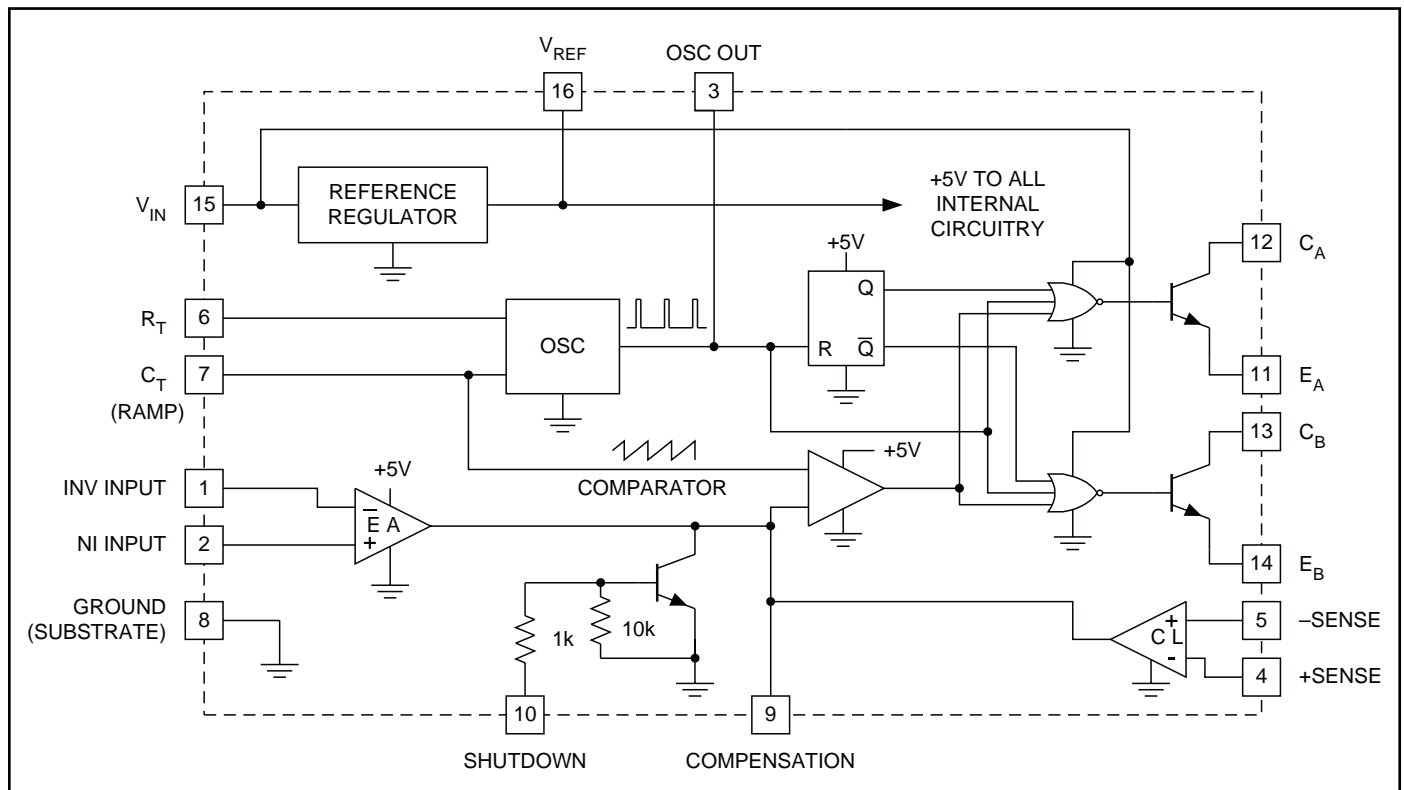 V_REF
OSC OUT
16
3
V_IN
15
REFERENCE
REGULATOR
+5V TO ALL
INTERNAL
CIRCUITRY
+5V
12
C_A
Q
R_T
6
OSC
R
Q̅
C_T
7
(RAMP)
11
E_A
13
C_B
+5V
COMPARATOR
+5V
INV INPUT
1
–
E A
+
NI INPUT
2
14
E_B
GROUND
(SUBSTRATE)
8
1k
10k
+
C L
-
5
–SENSE
4
+SENSE
10
9
SHUTDOWN
COMPENSATION